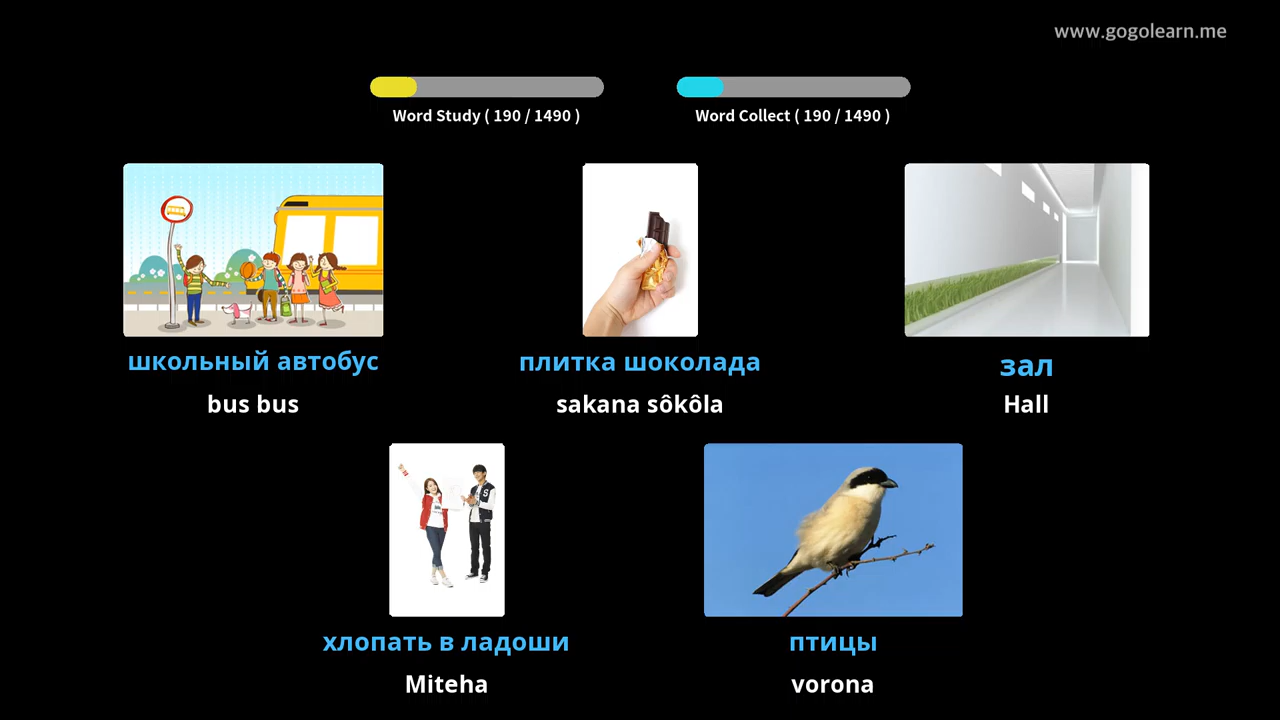 www.gogolearn.me
Word Study ( 190 / 1490 )
Word Collect ( 190 / 1490 )
школьный автобус
bus bus
плитка шоколада
sakana sôkôla
зал
Hall
хлопать в ладоши
Miteha
птицы
vorona